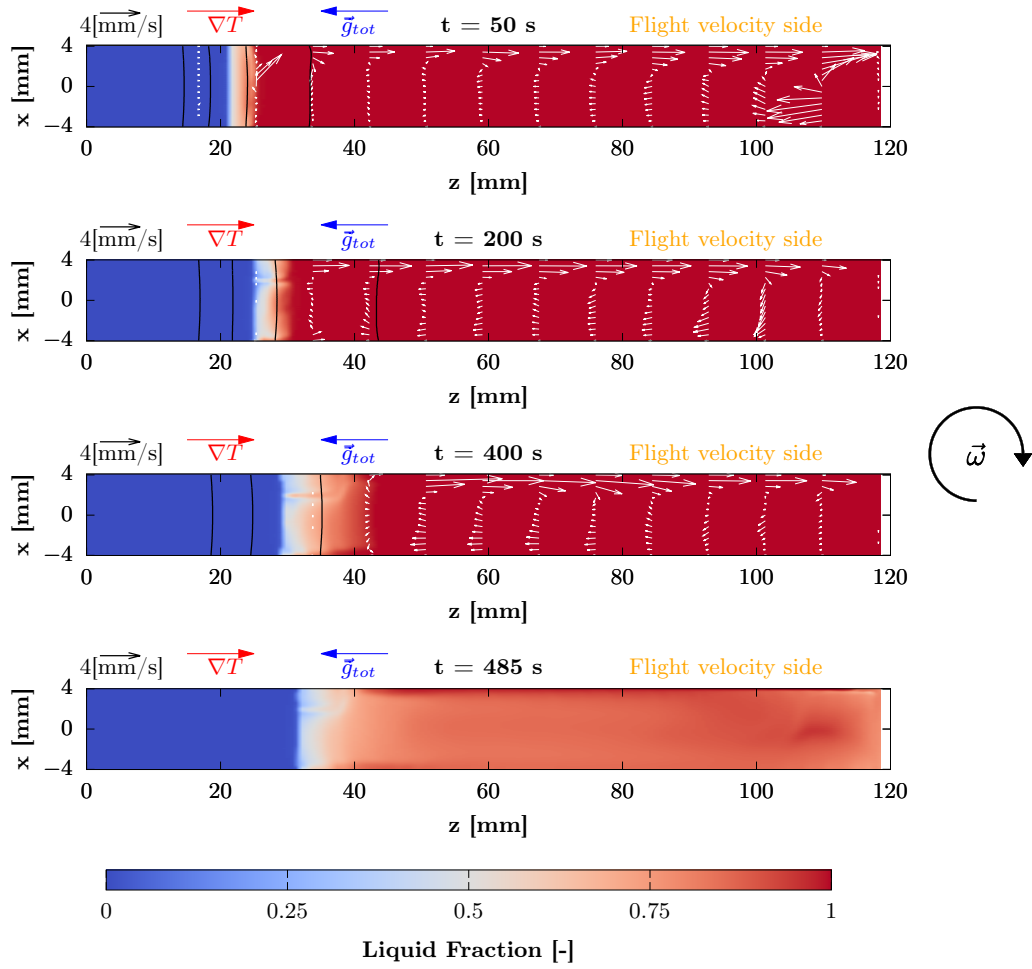 4[mm/s] ∇T g⃗tot t = 50 s Flight velocity side
x [mm]
4
0
−4
0 20 40 60 80 100 120
z [mm]
4[mm/s] ∇T g⃗tot t = 200 s Flight velocity side
x [mm]
4
0
−4
0 20 40 60 80 100 120
z [mm]
4[mm/s] ∇T g⃗tot t = 400 s Flight velocity side
x [mm]
4
0
−4
0 20 40 60 80 100 120
z [mm]
ω⃗
4[mm/s] ∇T g⃗tot t = 485 s Flight velocity side
x [mm]
4
0
−4
0 20 40 60 80 100 120
z [mm]
0 0.25 0.5 0.75 1
Liquid Fraction [-]